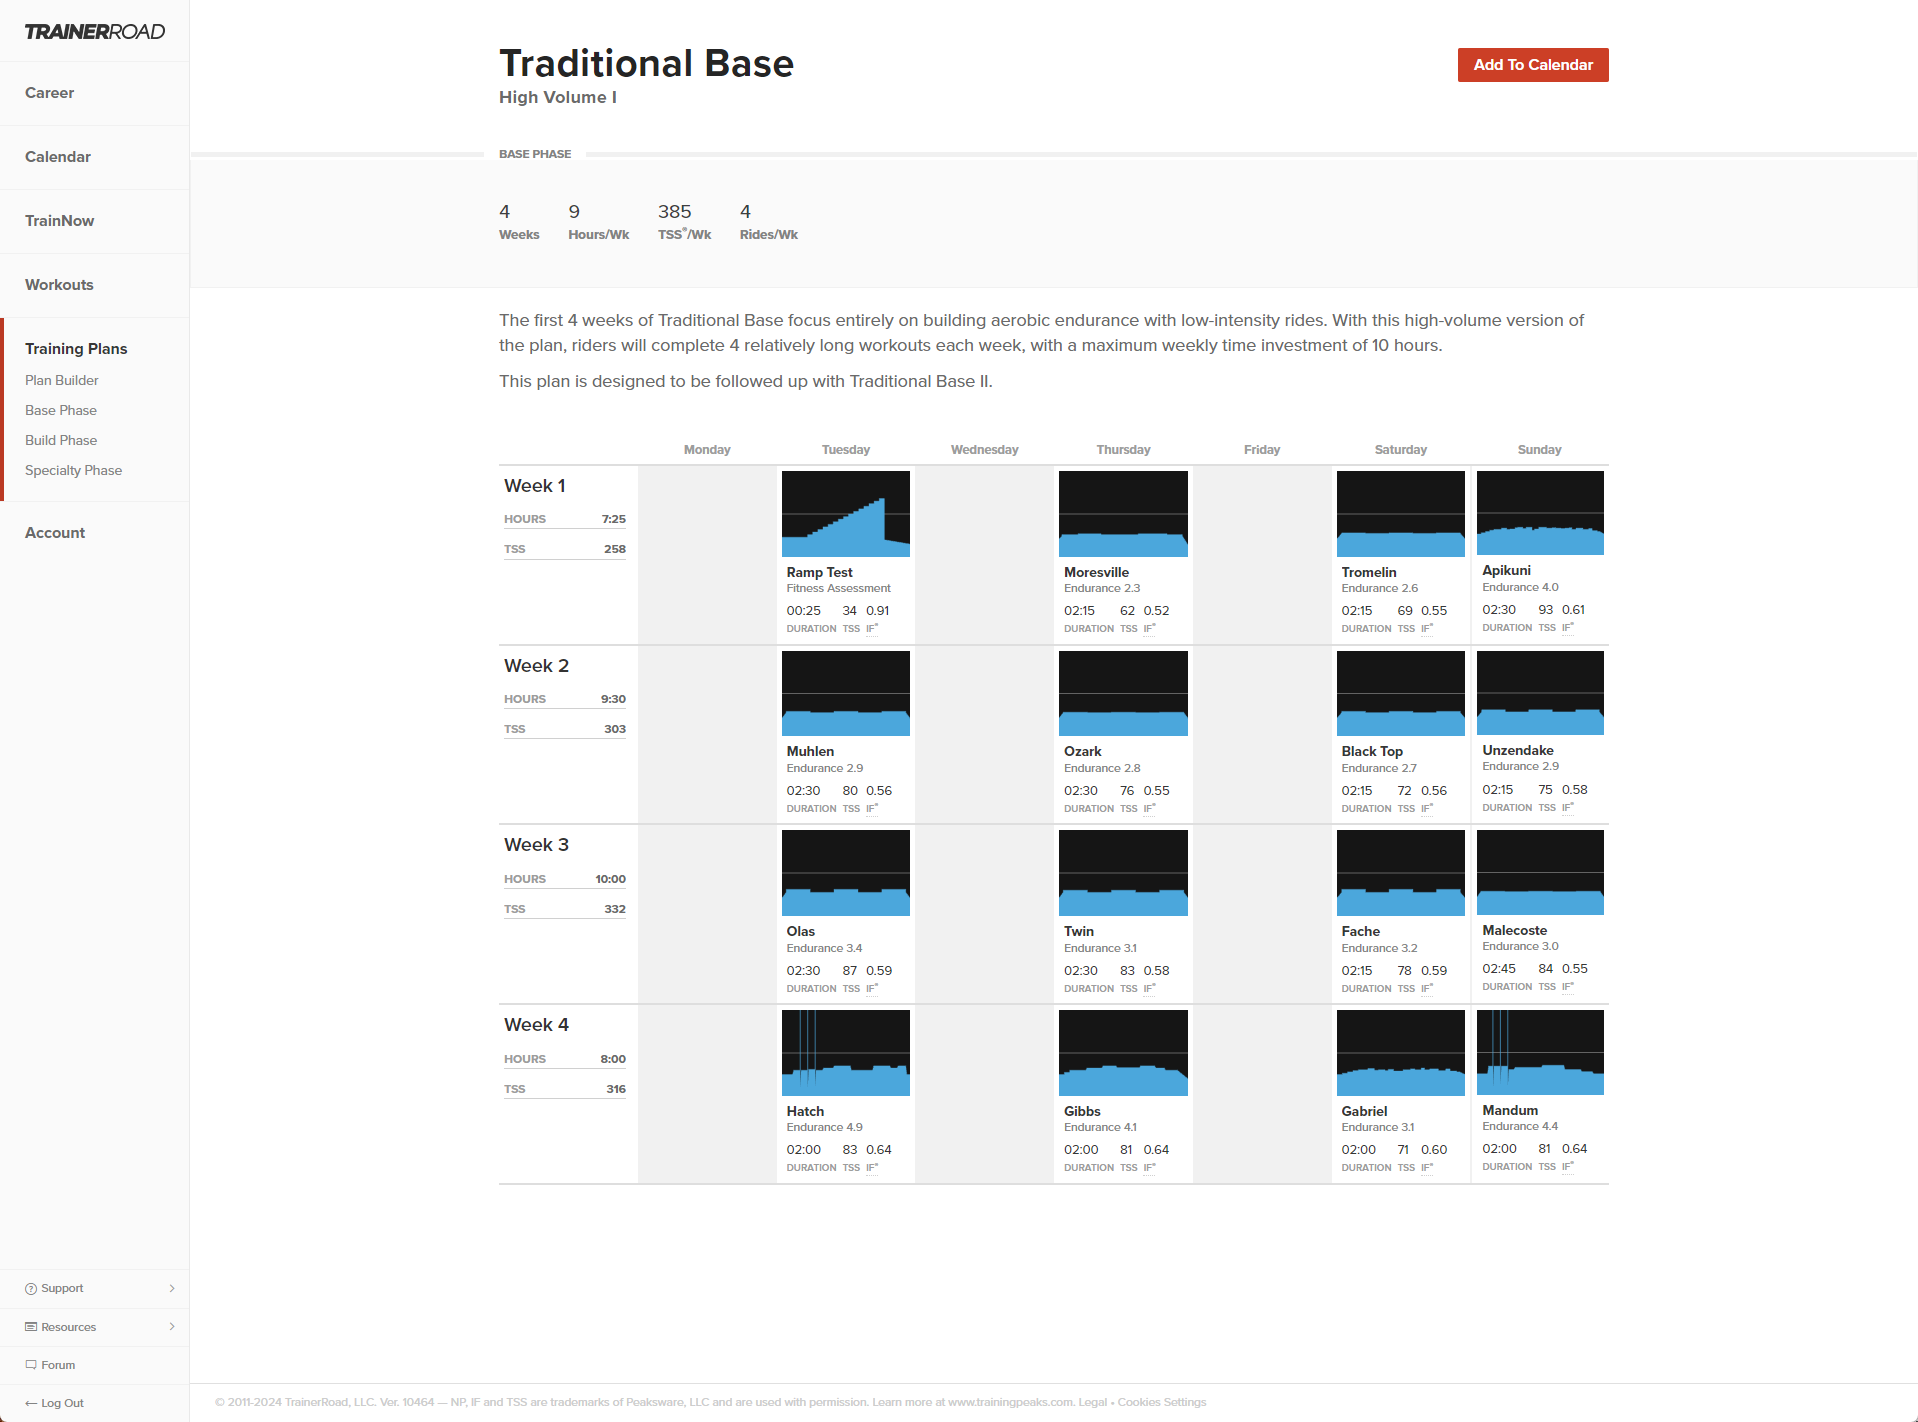 TRAINERROAD
Career
Calendar
TrainNow
Workouts
Training Plans
Plan Builder
Base Phase
Build Phase
Specialty Phase
Account
Support
Resources
Forum
Log Out
Traditional Base
High Volume I
Add To Calendar
BASE PHASE
4 9 385 4
Weeks Hours/Wk TSS®/Wk Rides/Wk
The first 4 weeks of Traditional Base focus entirely on building aerobic endurance with low-intensity rides. With this high-volume version of
the plan, riders will complete 4 relatively long workouts each week, with a maximum weekly time investment of 10 hours.
This plan is designed to be followed up with Traditional Base II.
Monday Tuesday Wednesday Thursday Friday Saturday Sunday
Week 1
HOURS 7:25
TSS 258
Ramp Test
Fitness Assessment
00:25 34 0.91
DURATION TSS IF®
Moresville
Endurance 2.3
02:15 62 0.52
DURATION TSS IF®
Tromelin
Endurance 2.6
02:15 69 0.55
DURATION TSS IF®
Apikuni
Endurance 4.0
02:30 93 0.61
DURATION TSS IF®
Week 2
HOURS 9:30
TSS 303
Muhlen
Endurance 2.9
02:30 80 0.56
DURATION TSS IF®
Ozark
Endurance 2.8
02:30 76 0.55
DURATION TSS IF®
Black Top
Endurance 2.7
02:15 72 0.56
DURATION TSS IF®
Unzendake
Endurance 2.9
02:15 75 0.58
DURATION TSS IF®
Week 3
HOURS 10:00
TSS 332
Olas
Endurance 3.4
02:30 87 0.59
DURATION TSS IF®
Twin
Endurance 3.1
02:30 83 0.58
DURATION TSS IF®
Fache
Endurance 3.2
02:15 78 0.59
DURATION TSS IF®
Malecoste
Endurance 3.0
02:45 84 0.55
DURATION TSS IF®
Week 4
HOURS 8:00
TSS 316
Hatch
Endurance 4.9
02:00 83 0.64
DURATION TSS IF®
Gibbs
Endurance 4.1
02:00 81 0.64
DURATION TSS IF®
Gabriel
Endurance 3.1
02:00 71 0.60
DURATION TSS IF®
Mandum
Endurance 4.4
02:00 81 0.64
DURATION TSS IF®
© 2011-2024 TrainerRoad, LLC. Ver. 10464 — NP, IF and TSS are trademarks of Peaksware, LLC and are used with permission. Learn more at www.trainingpeaks.com. Legal • Cookies Settings